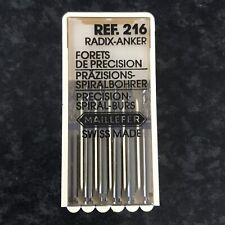 REF. 216
RADIX-ANKER
FORETS
DE PRECISION
PRÄZISIONS-
SPIRALBOHRER
PRECISION-
SPIRAL-BURS
MAILLEFER
SWISS MADE